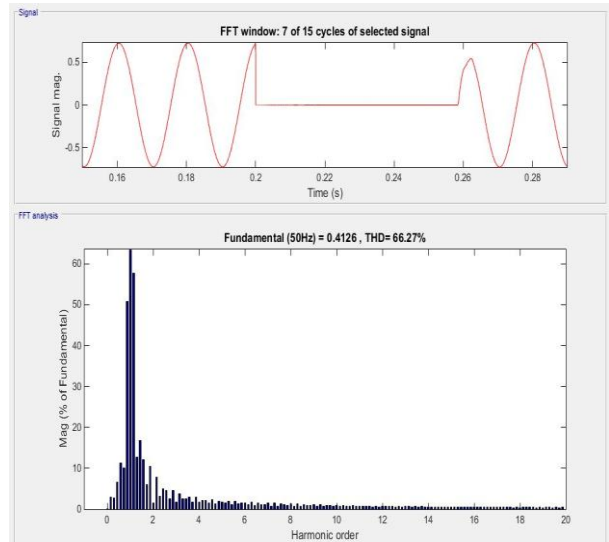 Signal
FFT window: 7 of 15 cycles of selected signal
Signal mag.
0.5
0
-0.5
0.16 0.18 0.2 0.22 0.24 0.26 0.28
Time (s)
FFT analysis
Fundamental (50Hz) = 0.4126 , THD= 66.27%
Mag (% of Fundamental)
60
50
40
30
20
10
0
0 2 4 6 8 10 12 14 16 18 20
Harmonic order